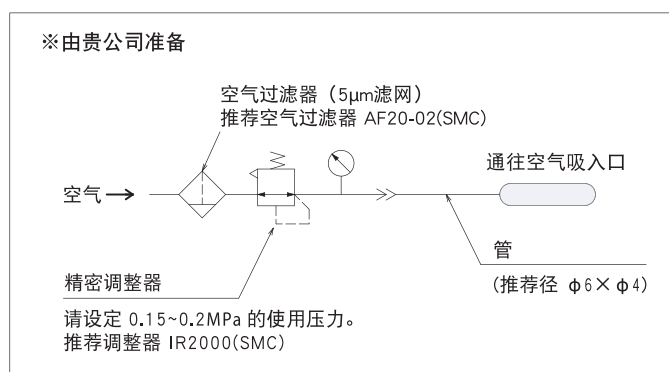 ※由贵公司准备
空气过滤器（5μm滤网）
推荐空气过滤器 AF20-02(SMC)
空气
通往空气吸入口
管
(推荐径 φ6×φ4)
精密调整器
请设定 0.15~0.2MPa 的使用压力。
推荐调整器 IR2000(SMC)